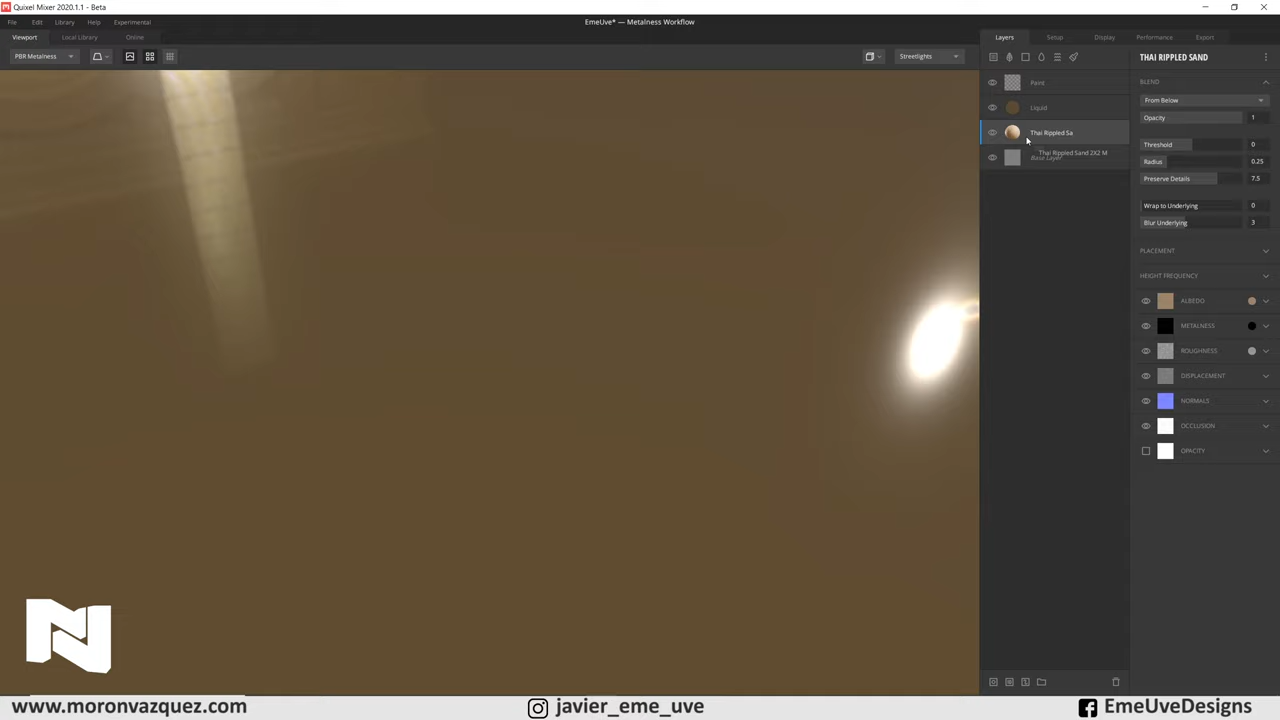 Quixel Mixer 2020.1.1 - Beta
File Edit Library Help Experimental
EmeUve* — Metalness Workflow
Viewport Local Library Online
Layers Setup Display Performance Export
PBR Metalness
Streetlights
THAI RIPPLED SAND
BLEND
From Below
Opacity 1
Threshold 0
Radius 0.25
Preserve Details 7.5
Wrap to Underlying 0
Blur Underlying 3
PLACEMENT
HEIGHT FREQUENCY
ALBEDO
METALNESS
ROUGHNESS
DISPLACEMENT
NORMALS
OCCLUSION
OPACITY
Paint
Liquid
Thai Rippled Sa
Thai Rippled Sand 2X2 M
Base Layer
N
www.moronvazquez.com
javier_eme_uve
EmeUveDesigns